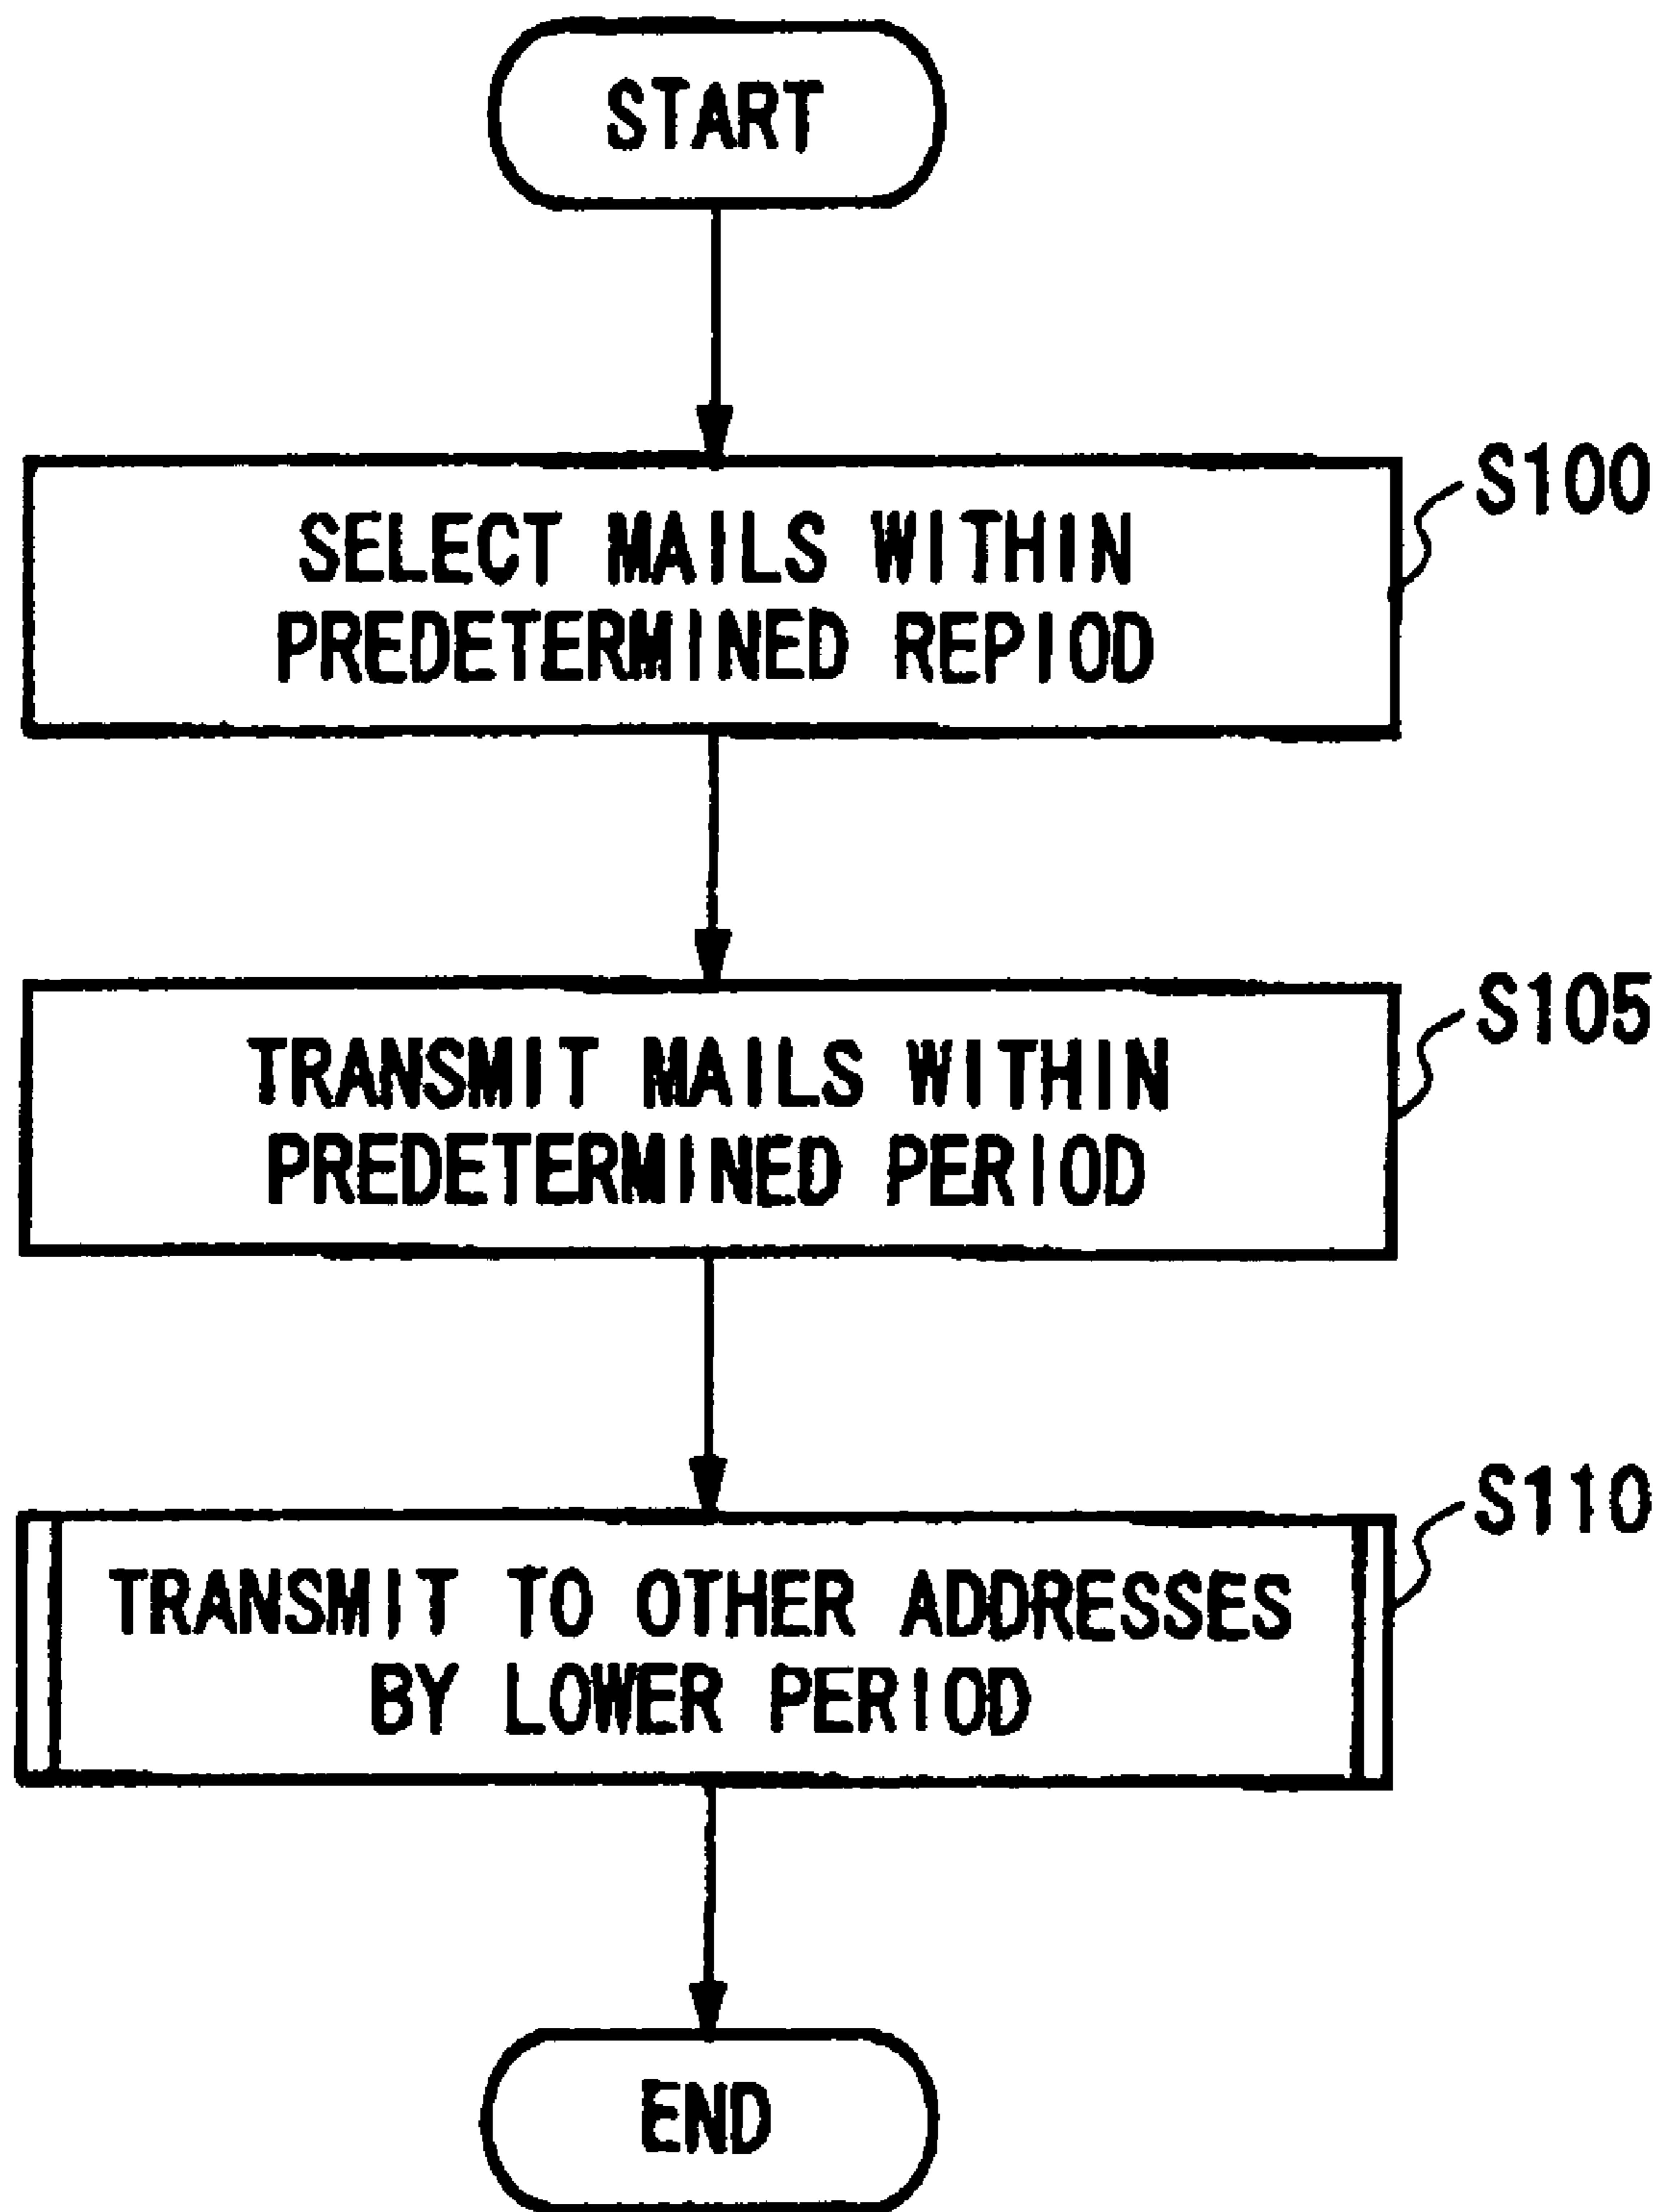 START
S100
SELECT MAILS WITHIN
PREDETERMINED REPIOD
S105
TRANSMIT MAILS WITHIN
PREDETERMINED PERIOD
S110
TRANSMIT TO OTHER ADDRESSES
BY LOWER PERIOD
END